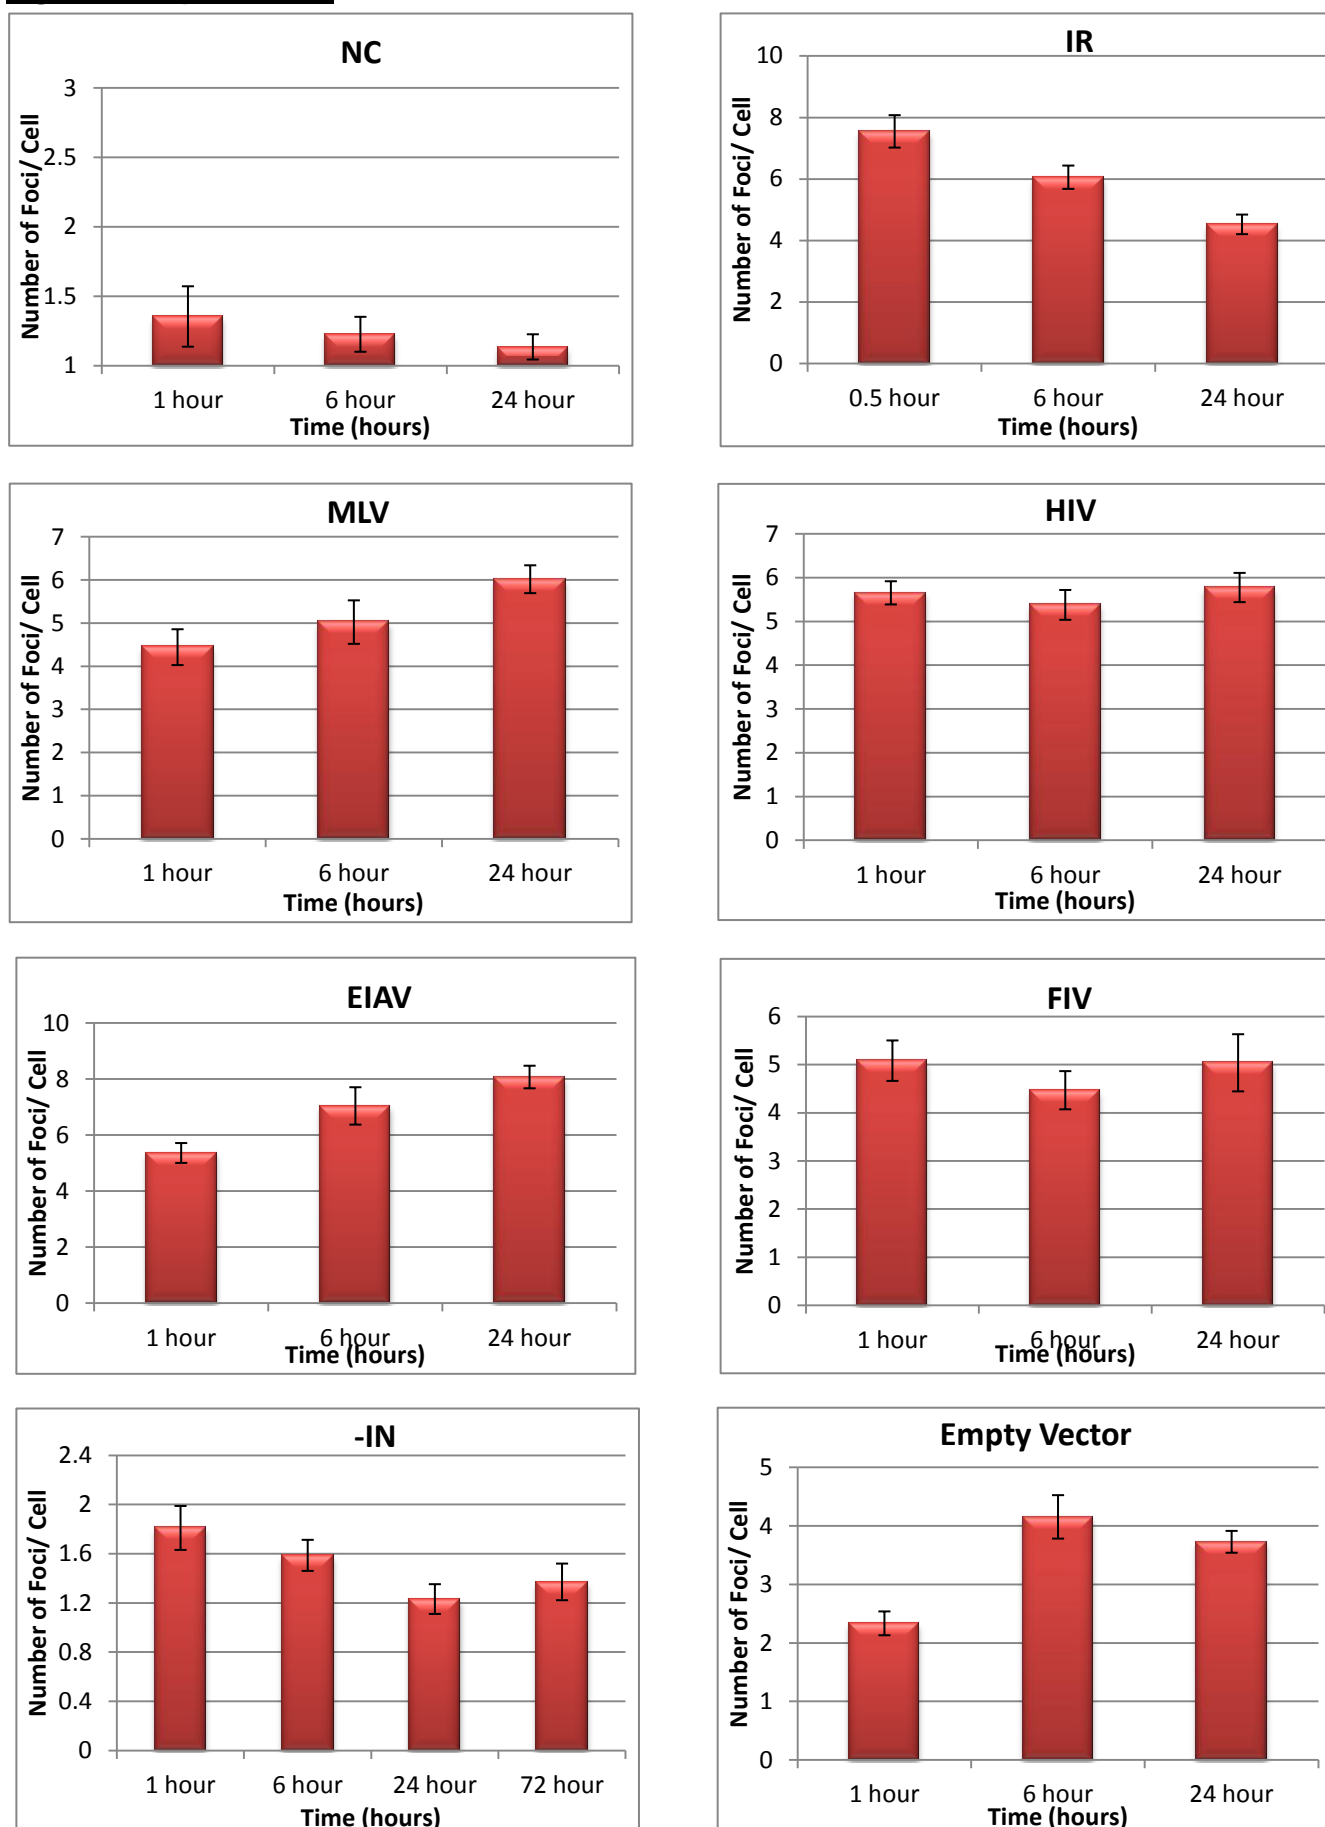 NC
Number of Foci/ Cell
3
2.5
2
1.5
1
1 hour
6 hour
24 hour
Time (hours)
IR
Number of Foci/ Cell
10
8
6
4
2
0
0.5 hour
6 hour
24 hour
Time (hours)
MLV
Number of Foci/ Cell
7
6
5
4
3
2
1
0
1 hour
6 hour
24 hour
Time (hours)
HIV
Number of Foci/ Cell
7
6
5
4
3
2
1
0
1 hour
6 hour
24 hour
Time (hours)
EIAV
Number of Foci/ Cell
10
8
6
4
2
0
1 hour
6 hour
24 hour
Time (hours)
FIV
Number of Foci/ Cell
6
5
4
3
2
1
0
1 hour
6 hour
24 hour
Time (hours)
-IN
Number of Foci/ Cell
2.4
2
1.6
1.2
0.8
0.4
0
1 hour
6 hour
24 hour
72 hour
Time (hours)
Empty Vector
Number of Foci/ Cell
5
4
3
2
1
0
1 hour
6 hour
24 hour
Time (hours)